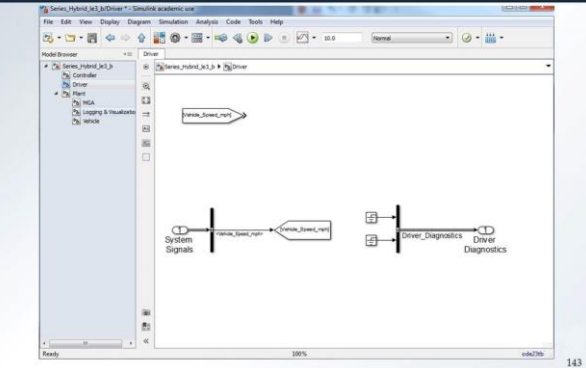 Series_Hybrid_le3_b/Driver * - Simulink academic use
File Edit View Display Diagram Simulation Analysis Code Tools Help
10.0 Normal
Model Browser Driver
Series_Hybrid_le3_b Driver
Series_Hybrid_le3_b
Controller
Driver
Plant
MGA
Logging & Visualizatio
Vehicle
[Vehicle_Speed_mph]
<Vehicle_Speed_mph>
[Vehicle_Speed_mph]
1
System
Signals
Driver_Diagnostics
1
Driver
Diagnostics
Ready 100% ode23tb
143